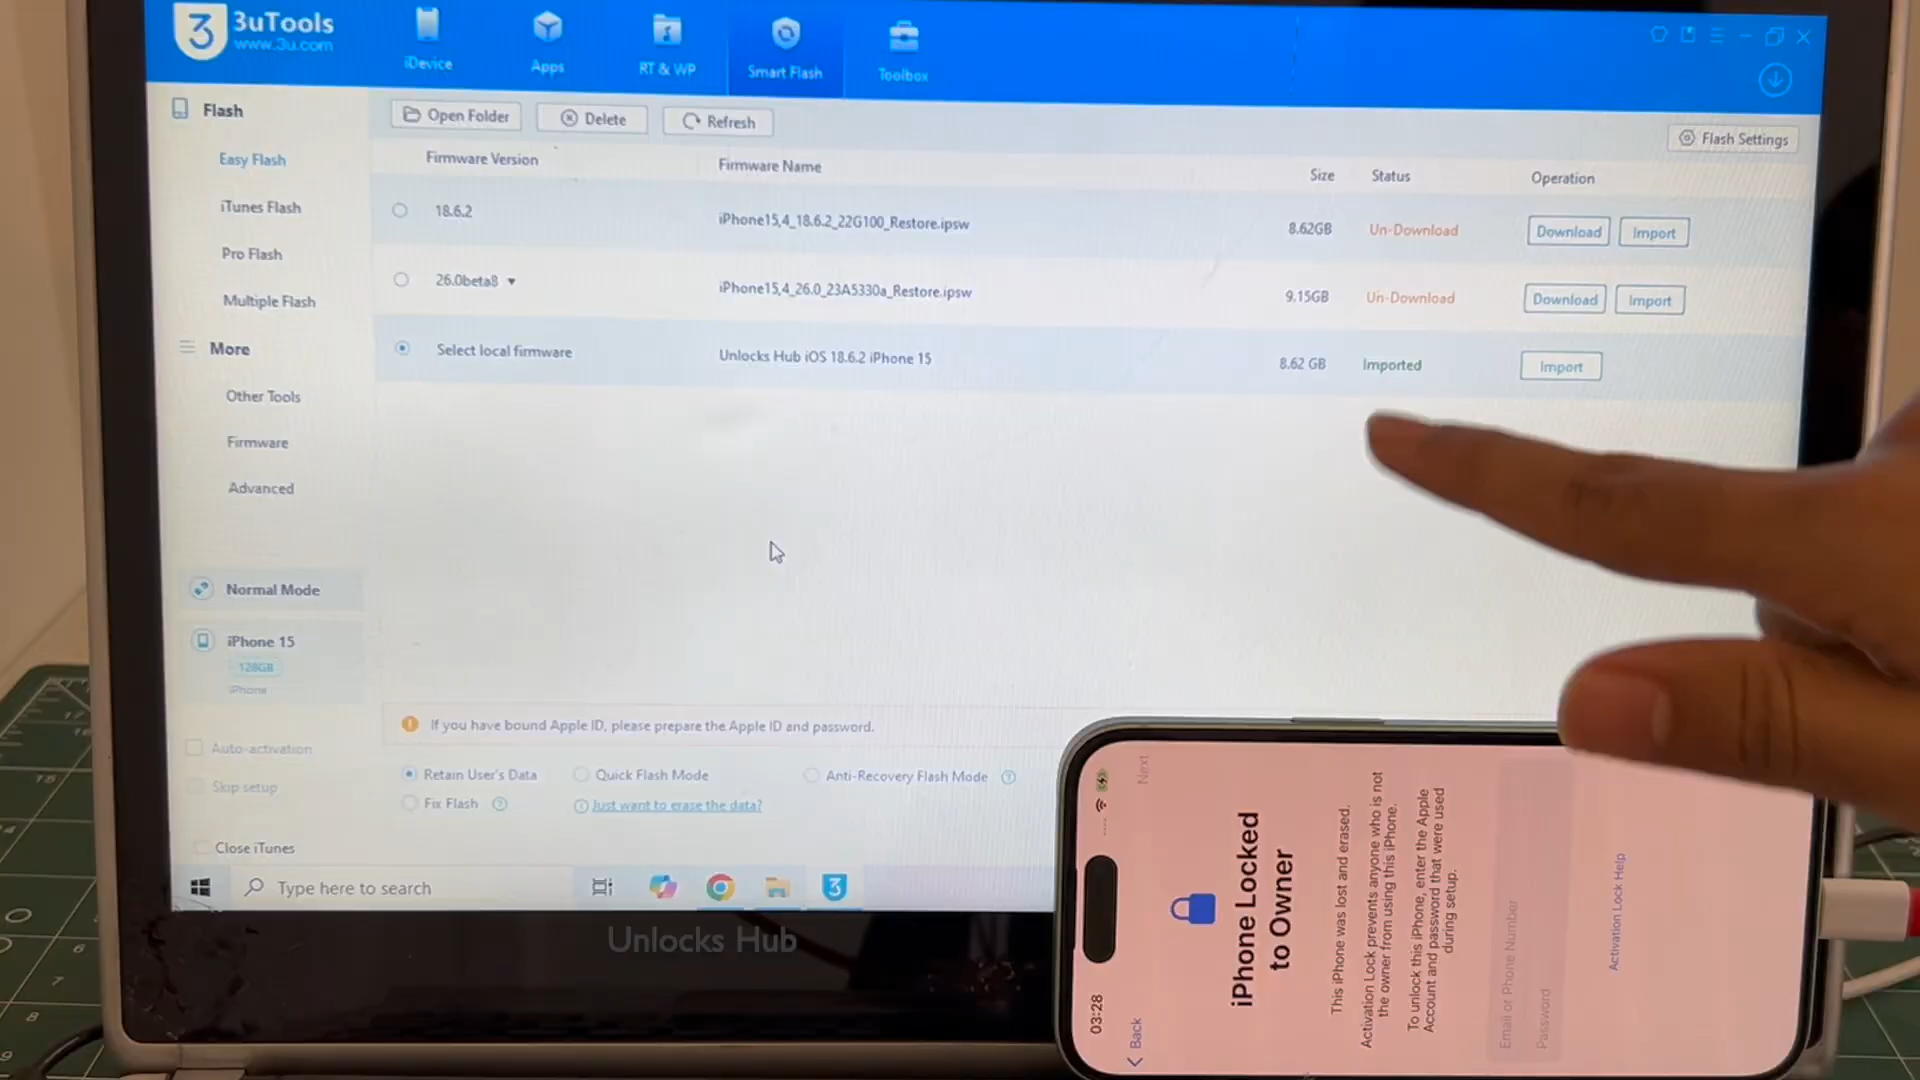 3uTools
www.3u.com
iDevice
Apps
RT & WP
Smart Flash
Toolbox
Flash
Easy Flash
iTunes Flash
Pro Flash
Multiple Flash
More
Other Tools
Firmware
Advanced
Normal Mode
iPhone 15
128GB
iPhone
Auto-activation
Skip setup
Close iTunes
Open Folder
Delete
Refresh
Flash Settings
Firmware Version
Firmware Name
Size
Status
Operation
18.6.2
iPhone15,4_18.6.2_22G100_Restore.ipsw
8.62GB
Un-Download
Download
Import
26.0beta8
iPhone15,4_26.0_23A5330a_Restore.ipsw
9.15GB
Un-Download
Download
Import
Select local firmware
Unlocks Hub iOS 18.6.2 iPhone 15
8.62 GB
Imported
Import
If you have bound Apple ID, please prepare the Apple ID and password.
Retain User's Data
Quick Flash Mode
Anti-Recovery Flash Mode
Fix Flash
Just want to erase the data?
Type here to search
Unlocks Hub
03:28
Back
Next
iPhone Locked
to Owner
This iPhone was lost and erased.
Activation Lock prevents anyone who is not
the owner from using this iPhone.
To unlock this iPhone, enter the Apple
Account and password that were used
during setup.
Email or Phone Number
Password
Activation Lock Help